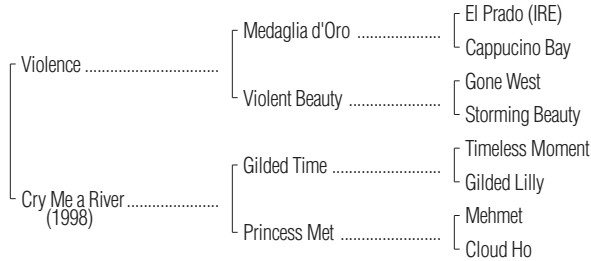 El Prado (IRE)
Medaglia d'Oro ....................
Cappucino Bay
Violence ................................
Gone West
Violent Beauty ......................
Storming Beauty
Timeless Moment
Gilded Time ..........................
Gilded Lilly
Cry Me a River ......................
(1998)
Mehmet
Princess Met ........................
Cloud Ho